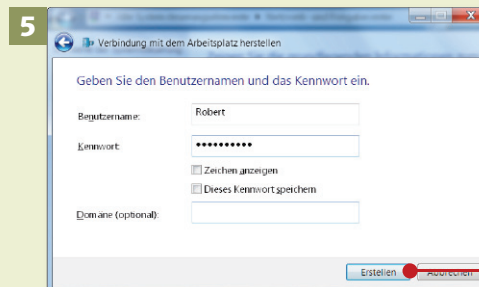 5
Verbindung mit dem Arbeitsplatz herstellen
Geben Sie den Benutzernamen und das Kennwort ein.
Benutzername: Robert
Kennwort: ••••••••••
Zeichen anzeigen
Dieses Kennwort speichern
Domäne (optional):
Erstellen Abbrechen